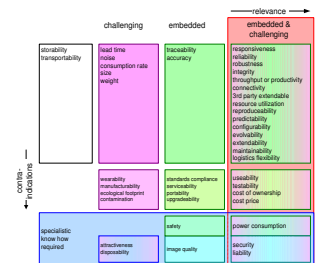 relevance
challenging
embedded
embedded &
challenging
storability
transportability
lead time
noise
consumption rate
size
weight
traceability
accuracy
responsiveness
reliability
robustness
integrity
throughput or productivity
connectivity
3rd party extendable
resource utilization
reproduceability
predictability
configurability
evolvability
extendability
maintainability
logistics flexibility
contra-
indications
wearability
manufacturability
ecological footprint
contamination
standards compliance
serviceability
portability
upgradeability
useability
testability
cost of ownership
cost price
specialistic
know how
required
safety
power consumption
attractiveness
disposability
image quality
security
liability